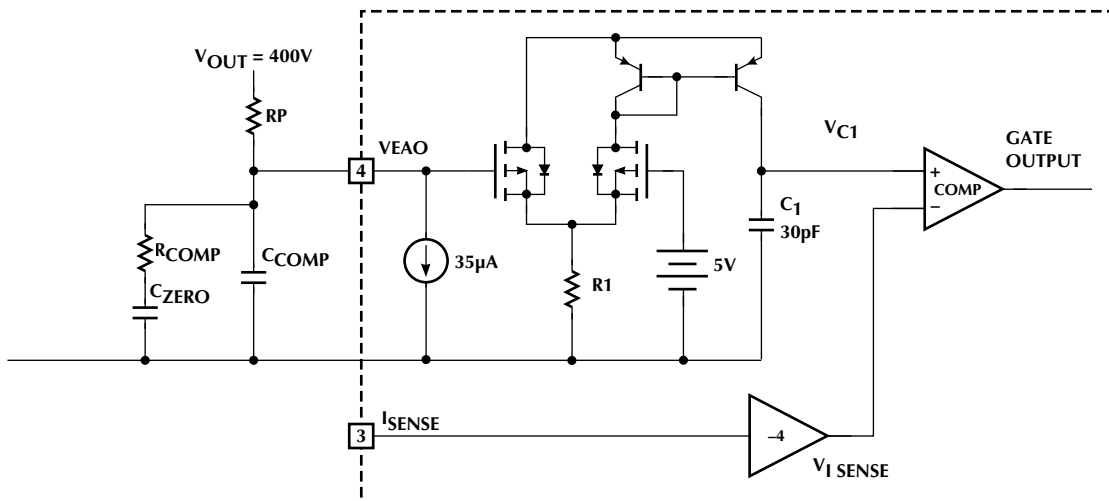 VOUT = 400V
RP
VEAO
4
VC1
GATE
OUTPUT
+
COMP
–
C1
30pF
RCOMP
CCOMP
CZERO
35µA
R1
5V
ISENSE
3
–4
VI SENSE